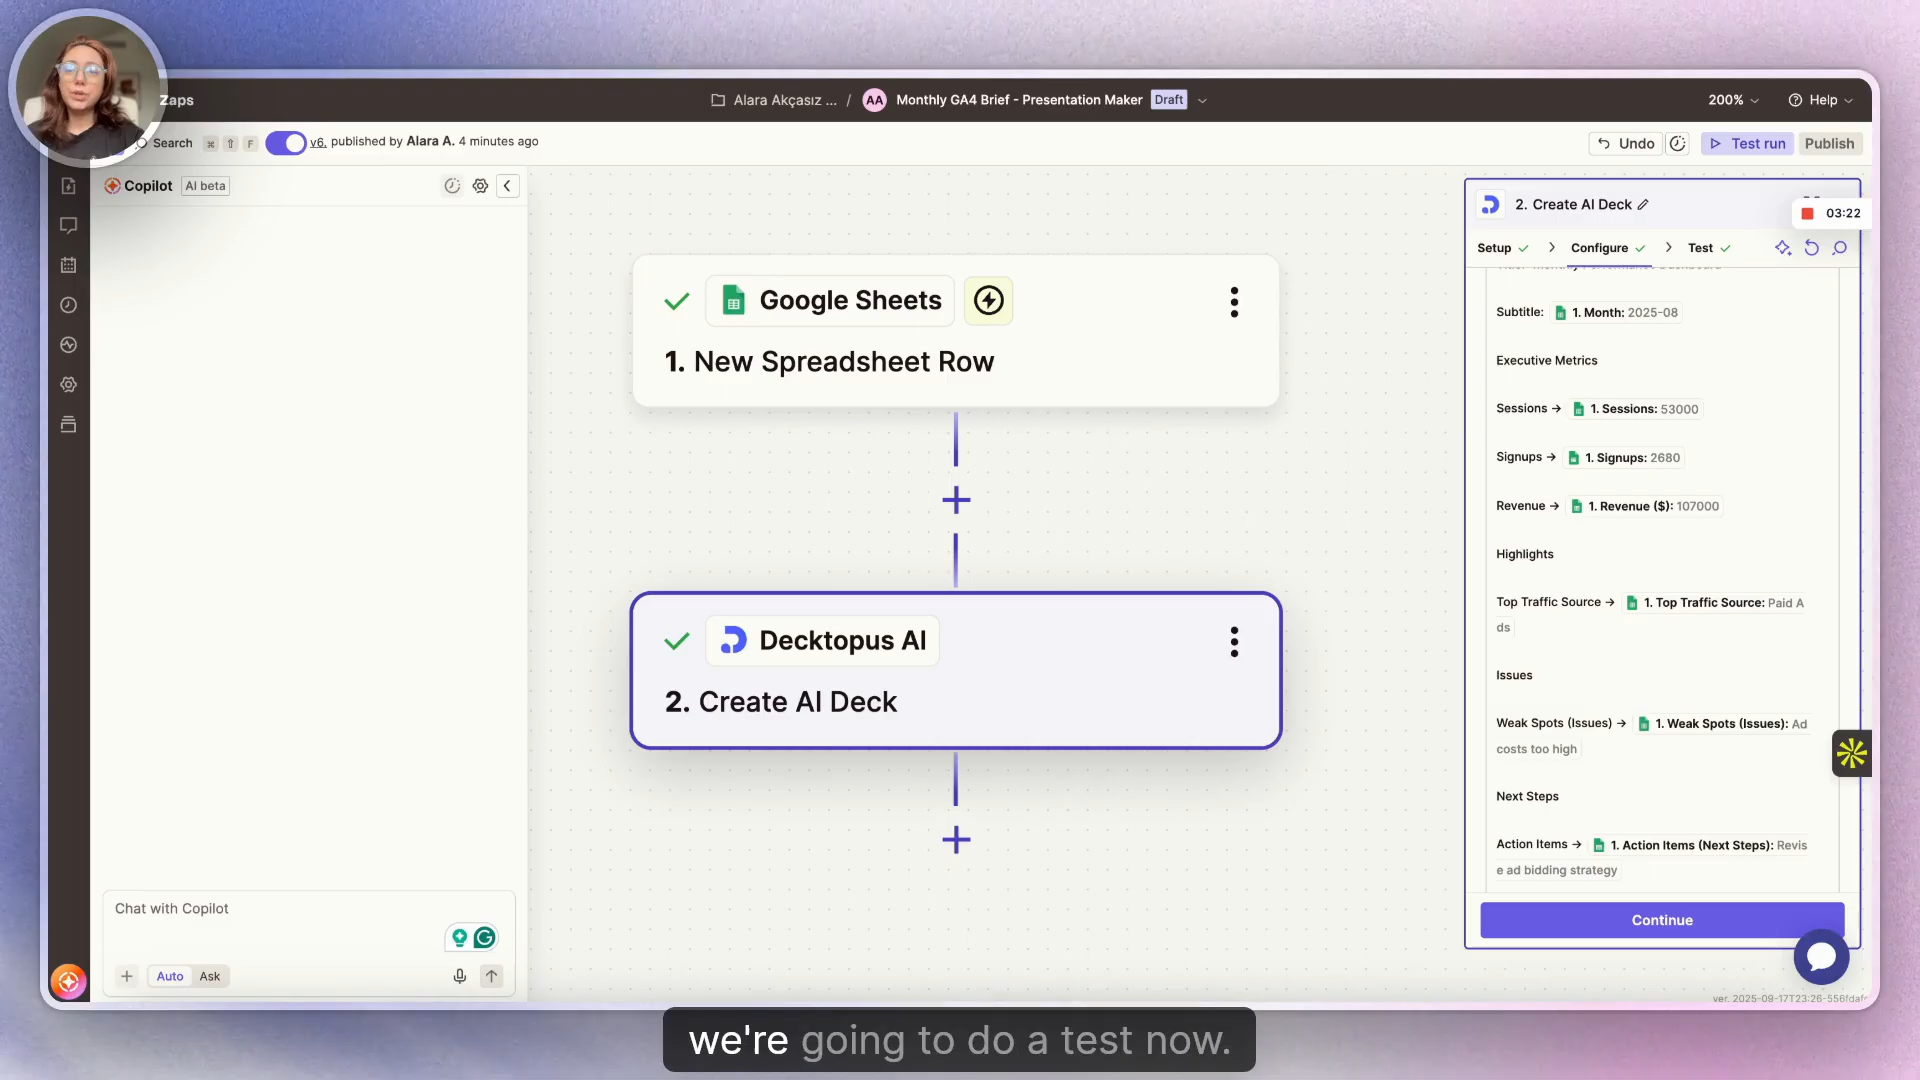 Zaps
Alara Akçasız ... / AA Monthly GA4 Brief - Presentation Maker Draft
200% Help
Search ⌘ ⇧ F v6. published by Alara A. 4 minutes ago
Undo Test run Publish
Copilot AI beta
2. Create AI Deck
03:22
Setup Configure Test
Subtitle: 1. Month: 2025-08
Executive Metrics
Sessions → 1. Sessions: 53000
Signups → 1. Signups: 2680
Revenue → 1. Revenue ($): 107000
Highlights
Top Traffic Source → 1. Top Traffic Source: Paid A
ds
Issues
Weak Spots (Issues) → 1. Weak Spots (Issues): Ad
costs too high
Next Steps
Action Items → 1. Action Items (Next Steps): Revis
e ad bidding strategy
Continue
Google Sheets
1. New Spreadsheet Row
Decktopus AI
2. Create AI Deck
Chat with Copilot
Auto Ask
we're going to do a test now.